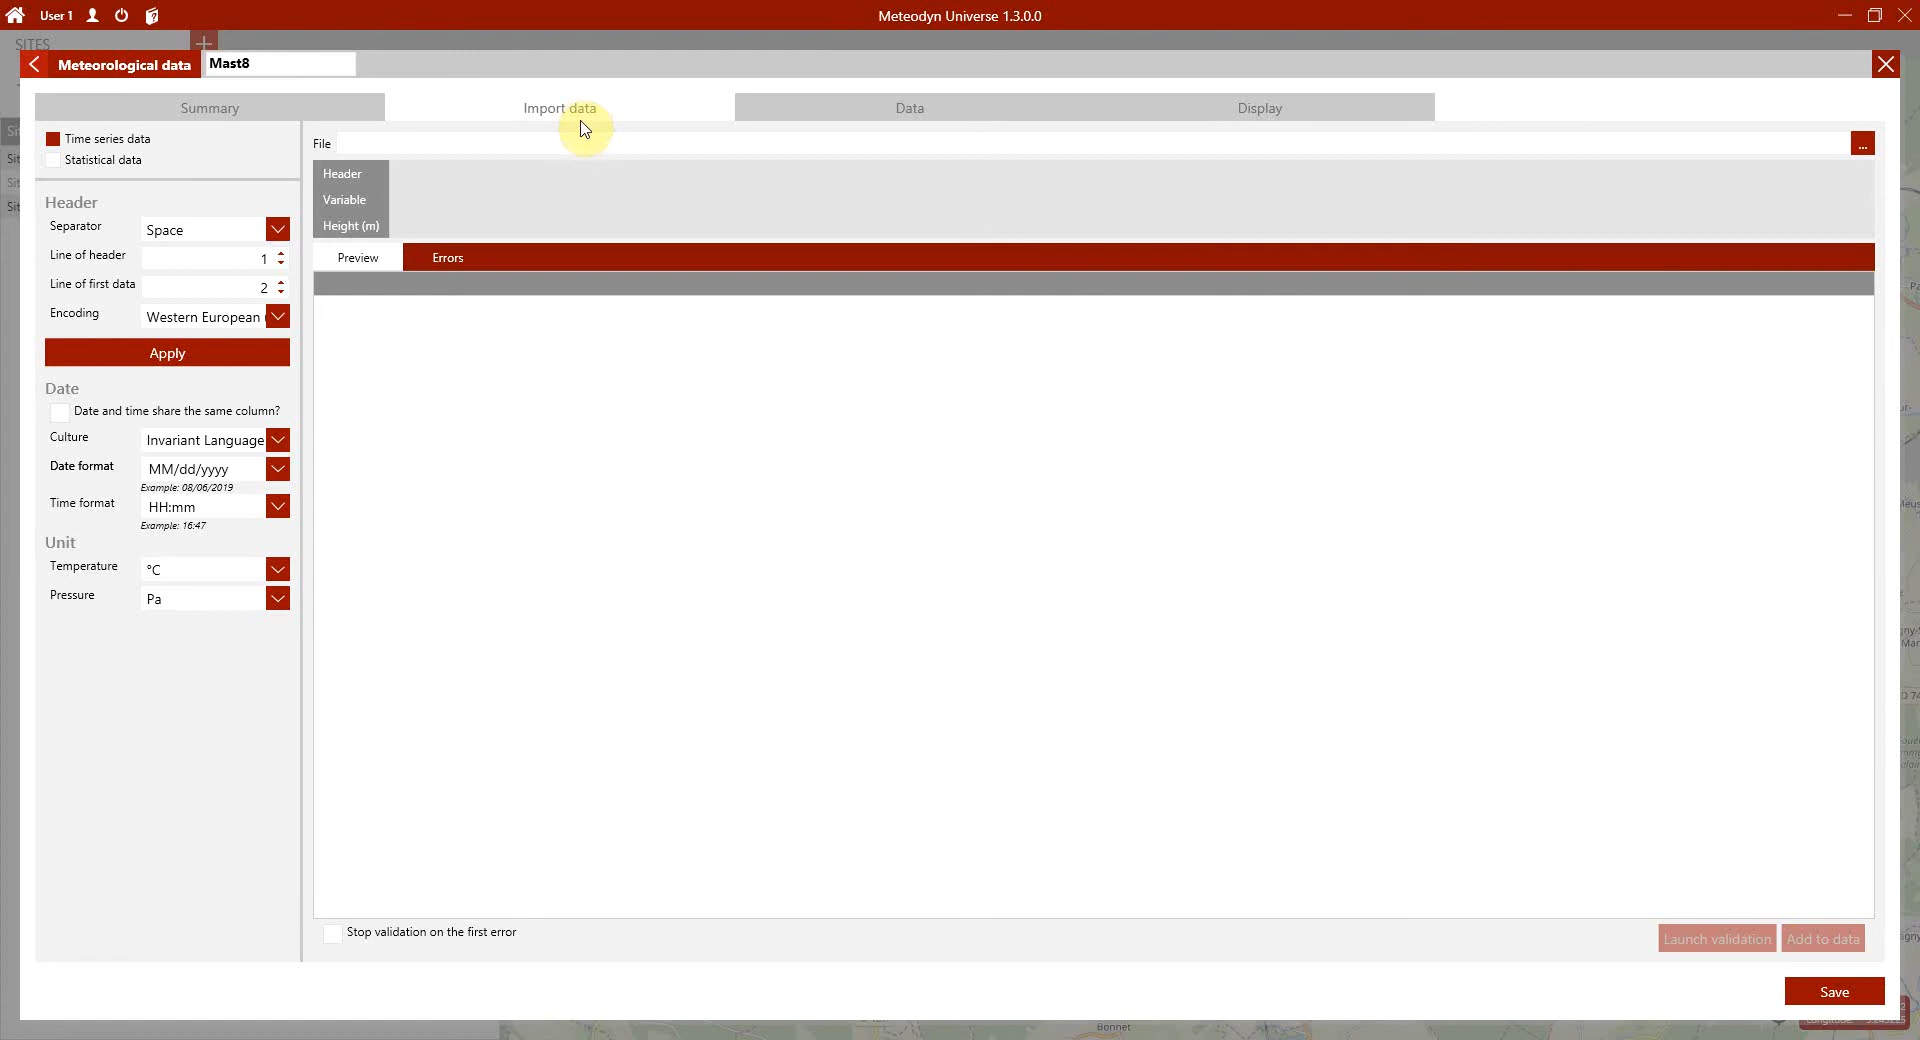 User 1
Meteodyn Universe 1.3.0.0
SITES
Meteorological data
Mast8
Summary
Import data
Data
Display
Time series data
Statistical data
Header
Separator
Space
Line of header
1
Line of first data
2
Encoding
Western European
Apply
Date
Date and time share the same column?
Culture
Invariant Language
Date format
MM/dd/yyyy
Example: 08/06/2019
Time format
HH:mm
Example: 16:47
Unit
Temperature
°C
Pressure
Pa
File
...
Header
Variable
Height (m)
Preview
Errors
Stop validation on the first error
Launch validation
Add to data
Save
Bonnet